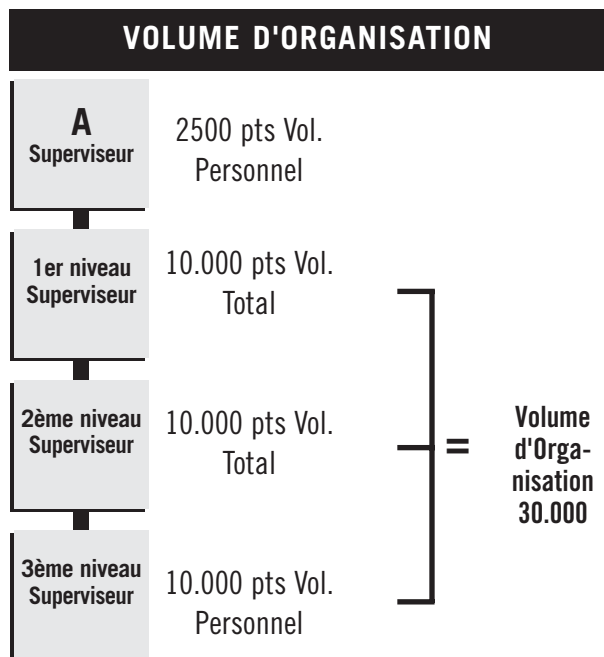 VOLUME D'ORGANISATION
A
Superviseur
2500 pts Vol.
Personnel
1er niveau
Superviseur
10.000 pts Vol.
Total
2ème niveau
Superviseur
10.000 pts Vol.
Total
=
Volume
d'Orga-
nisation
30.000
3ème niveau
Superviseur
10.000 pts Vol.
Personnel